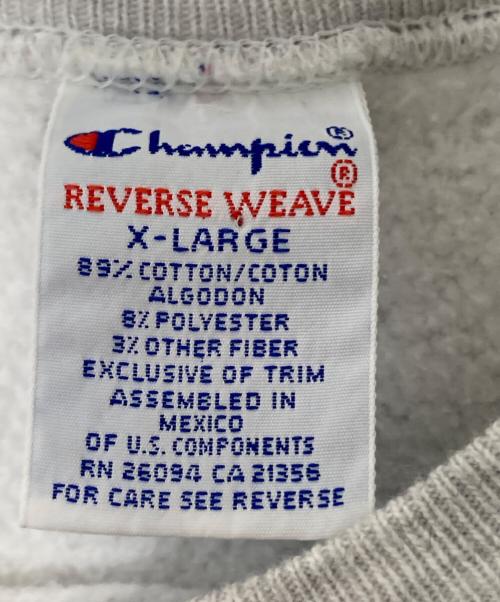 Champion®
REVERSE WEAVE®
X-LARGE
89% COTTON/COTON
ALGODON
8% POLYESTER
3% OTHER FIBER
EXCLUSIVE OF TRIM
ASSEMBLED IN
MEXICO
OF U.S. COMPONENTS
RN 26094 CA 21356
FOR CARE SEE REVERSE